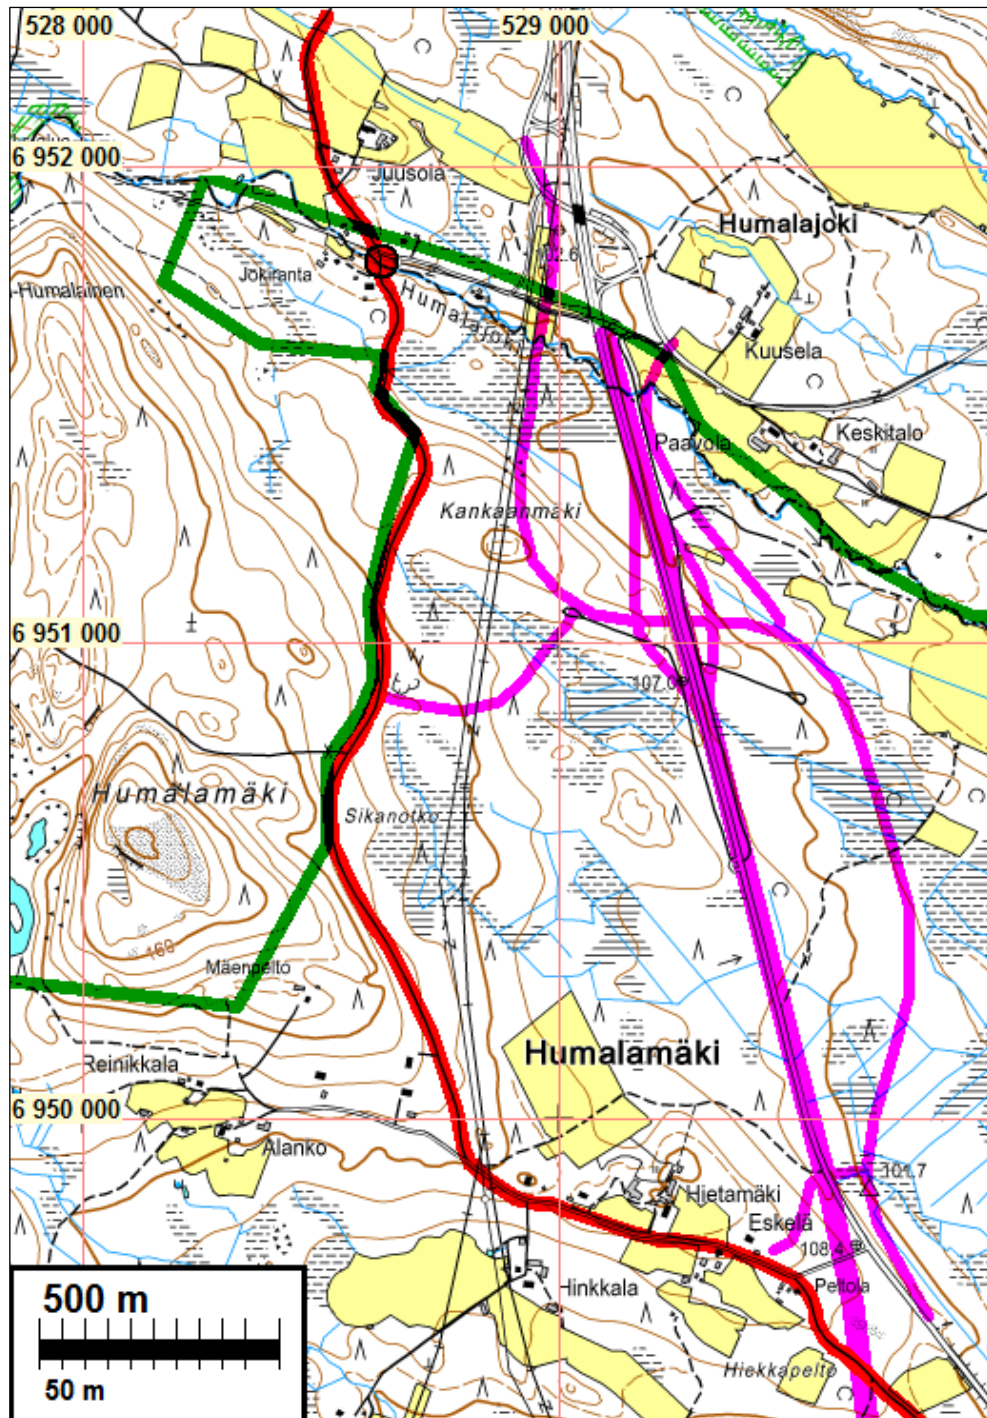 528 000
529 000
6 952 000
Juusola
Humalajoki
102.6
Jokiranta
-Humalainen
Humalajoki
Kuusela
Keskitalo
Paavola
Kankaanmäki
6 951 000
107.0
Humalamäki
Sikanotko
160
Mäenpelto
Humalamäki
Reinikkala
6 950 000
Alanko
101.7
Hietamäki
Eskelä
108.4
Hinkkala
Peltola
500 m
Hiekkapelto
50 m